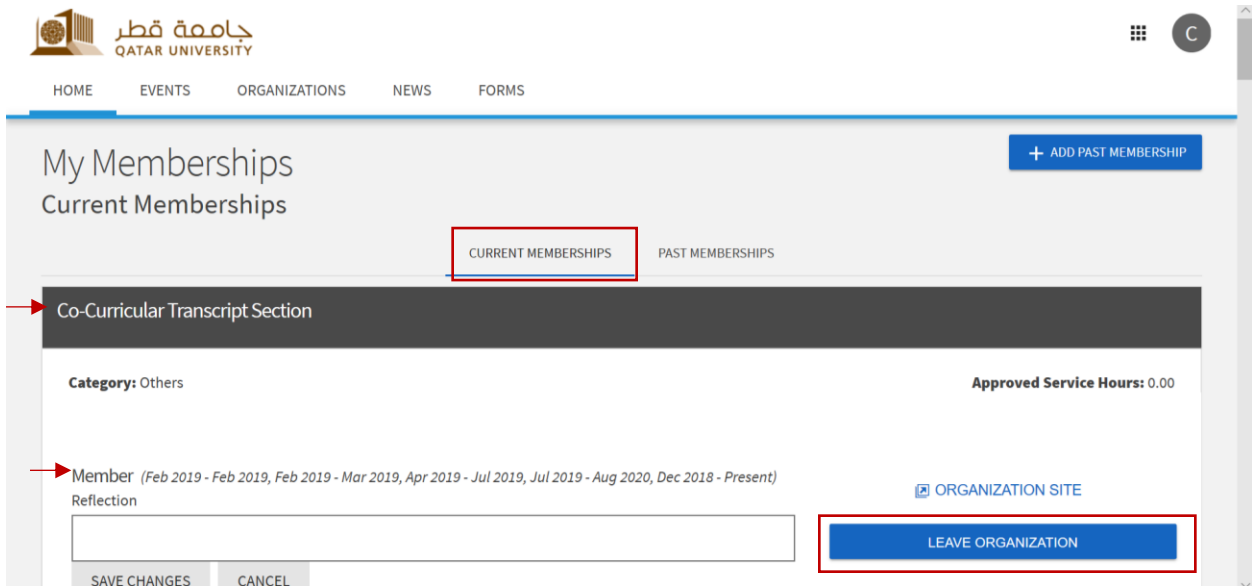 جامعة قطر
QATAR UNIVERSITY
C
HOME EVENTS ORGANIZATIONS NEWS FORMS
My Memberships
+ ADD PAST MEMBERSHIP
Current Memberships
CURRENT MEMBERSHIPS PAST MEMBERSHIPS
Co-Curricular Transcript Section
Category: Others Approved Service Hours: 0.00
Member (Feb 2019 - Feb 2019, Feb 2019 - Mar 2019, Apr 2019 - Jul 2019, Jul 2019 - Aug 2020, Dec 2018 - Present)
Reflection
ORGANIZATION SITE
LEAVE ORGANIZATION
SAVE CHANGES CANCEL